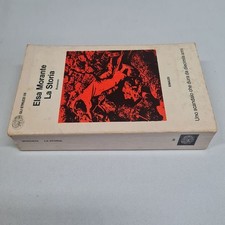 Elsa Morante
La Storia
Romanzo
Einaudi
Uno scandalo che dura da diecimila anni